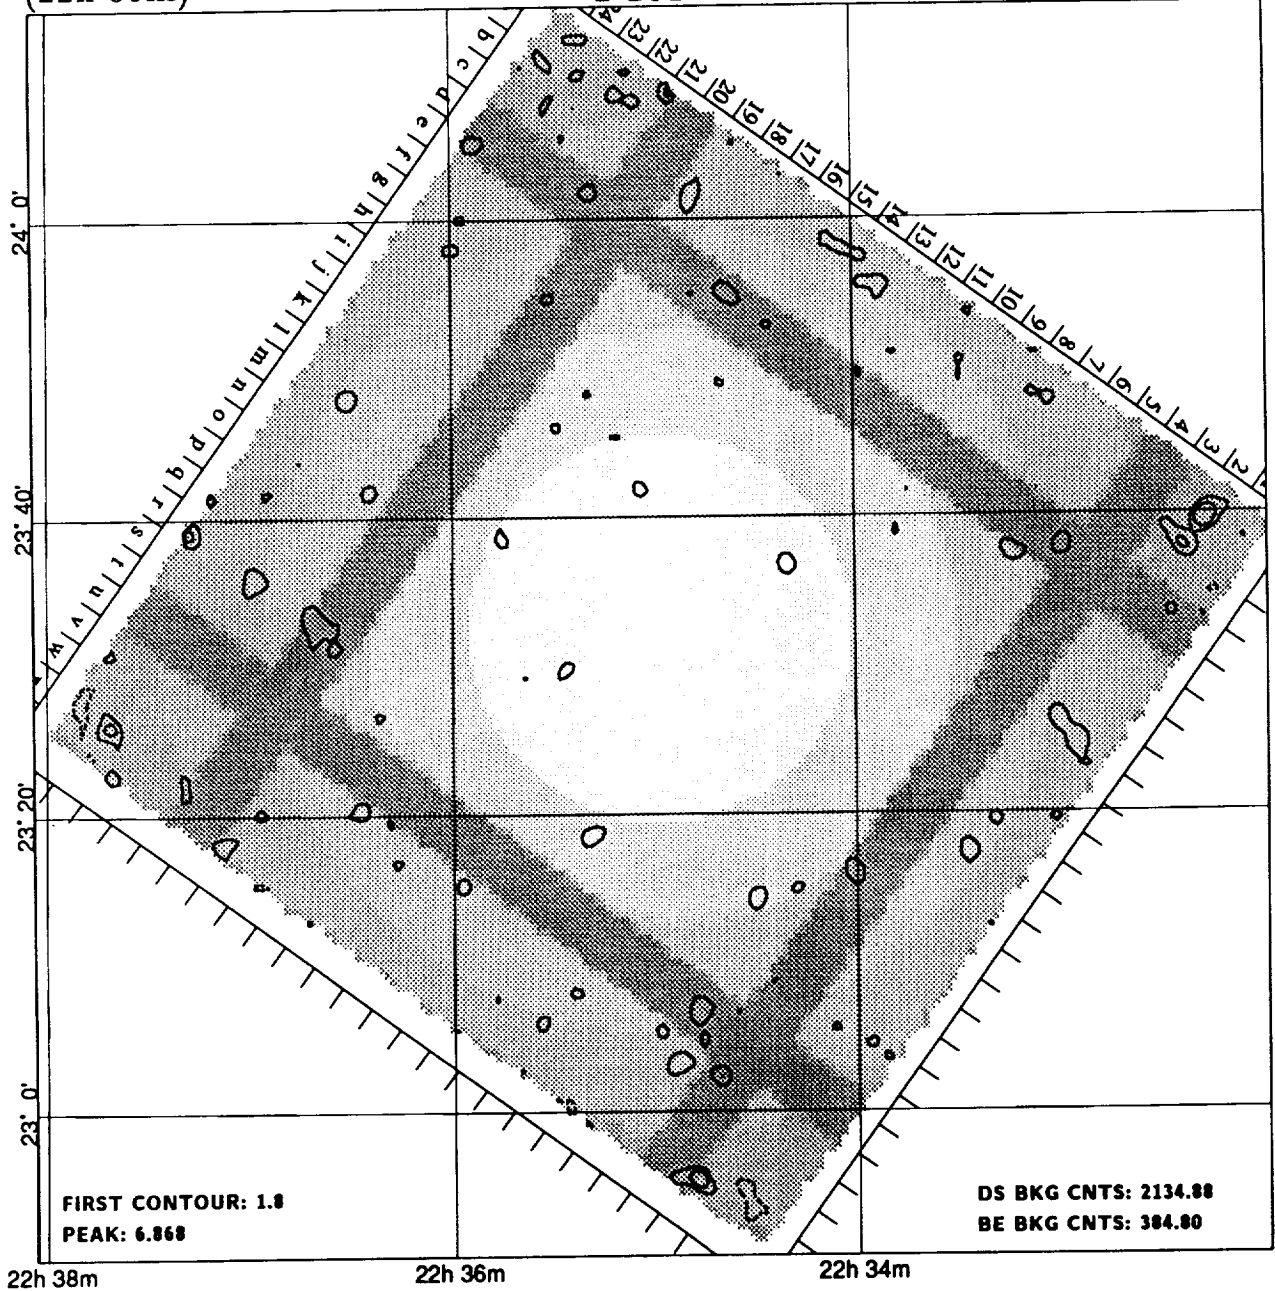 b c d e f g h i j k l m n o p q r s t u v w
24 23 22 21 20 19 18 17 16 15 14 13 12 11 10 9 8 7 6 5 4 3 2
24° 0'
23° 40'
23° 20'
23° 0'
FIRST CONTOUR: 1.8
PEAK: 6.868
DS BKG CNTS: 2134.88
BE BKG CNTS: 384.80
22h 38m
22h 36m
22h 34m